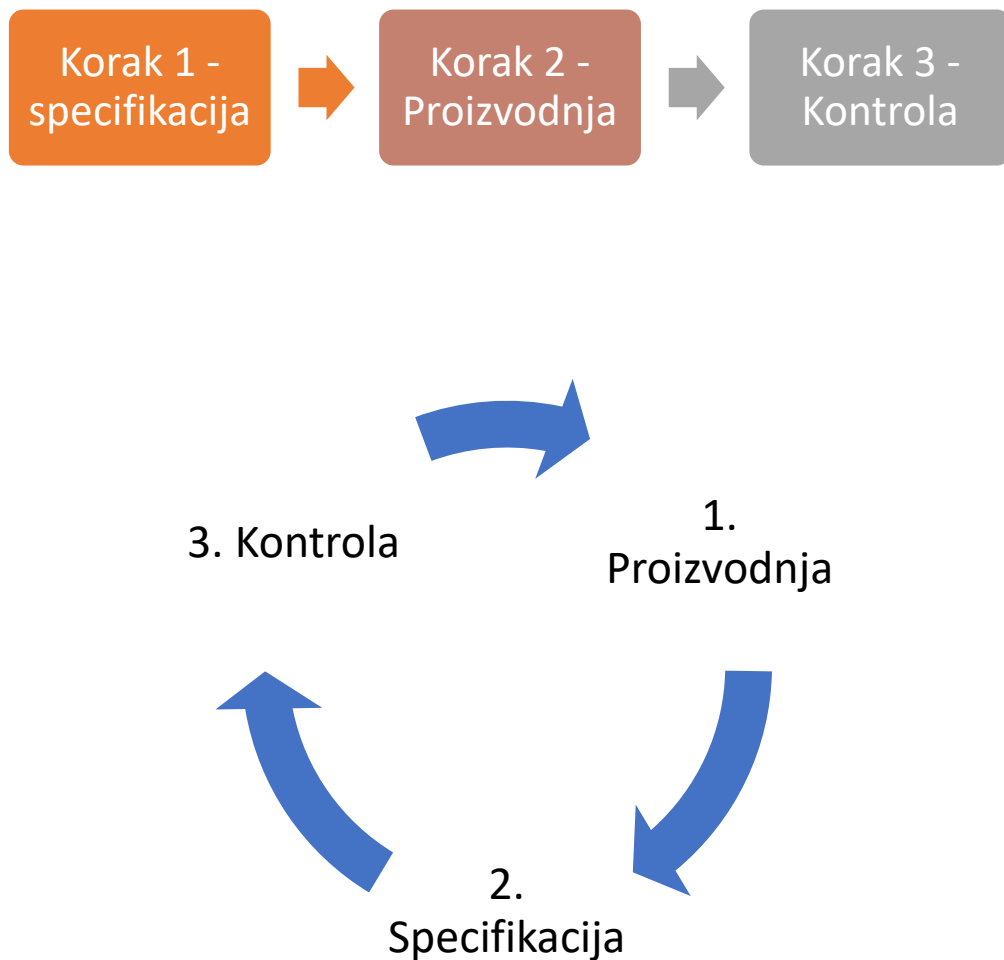 Korak 1 -
specifikacija
Korak 2 -
Proizvodnja
Korak 3 -
Kontrola
3. Kontrola
1.
Proizvodnja
2.
Specifikacija